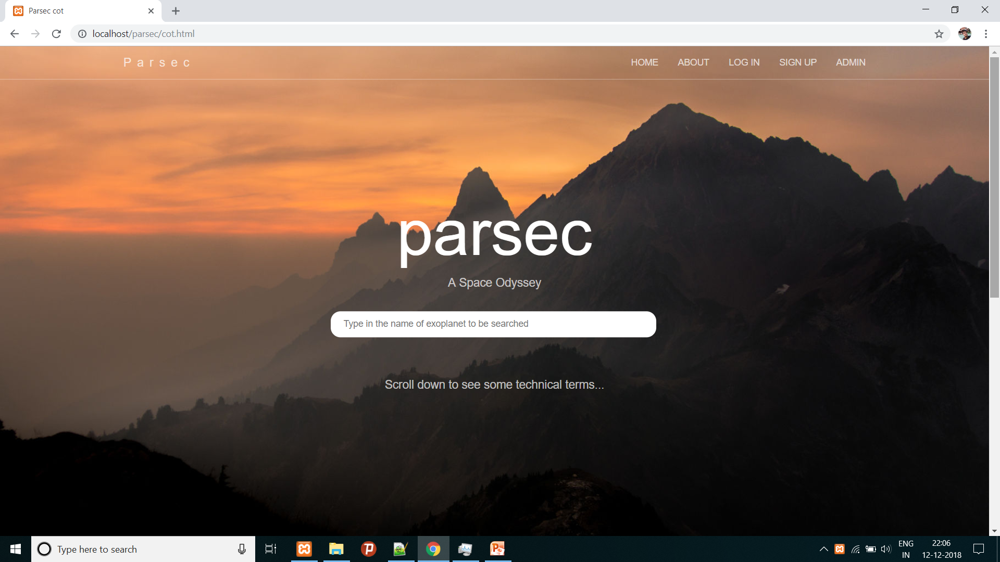 Parsec cot
localhost/parsec/cot.html
Parsec
HOME ABOUT LOG IN SIGN UP ADMIN
parsec
A Space Odyssey
Type in the name of exoplanet to be searched
Scroll down to see some technical terms...
Type here to search
ENG
IN
22:06
12-12-2018